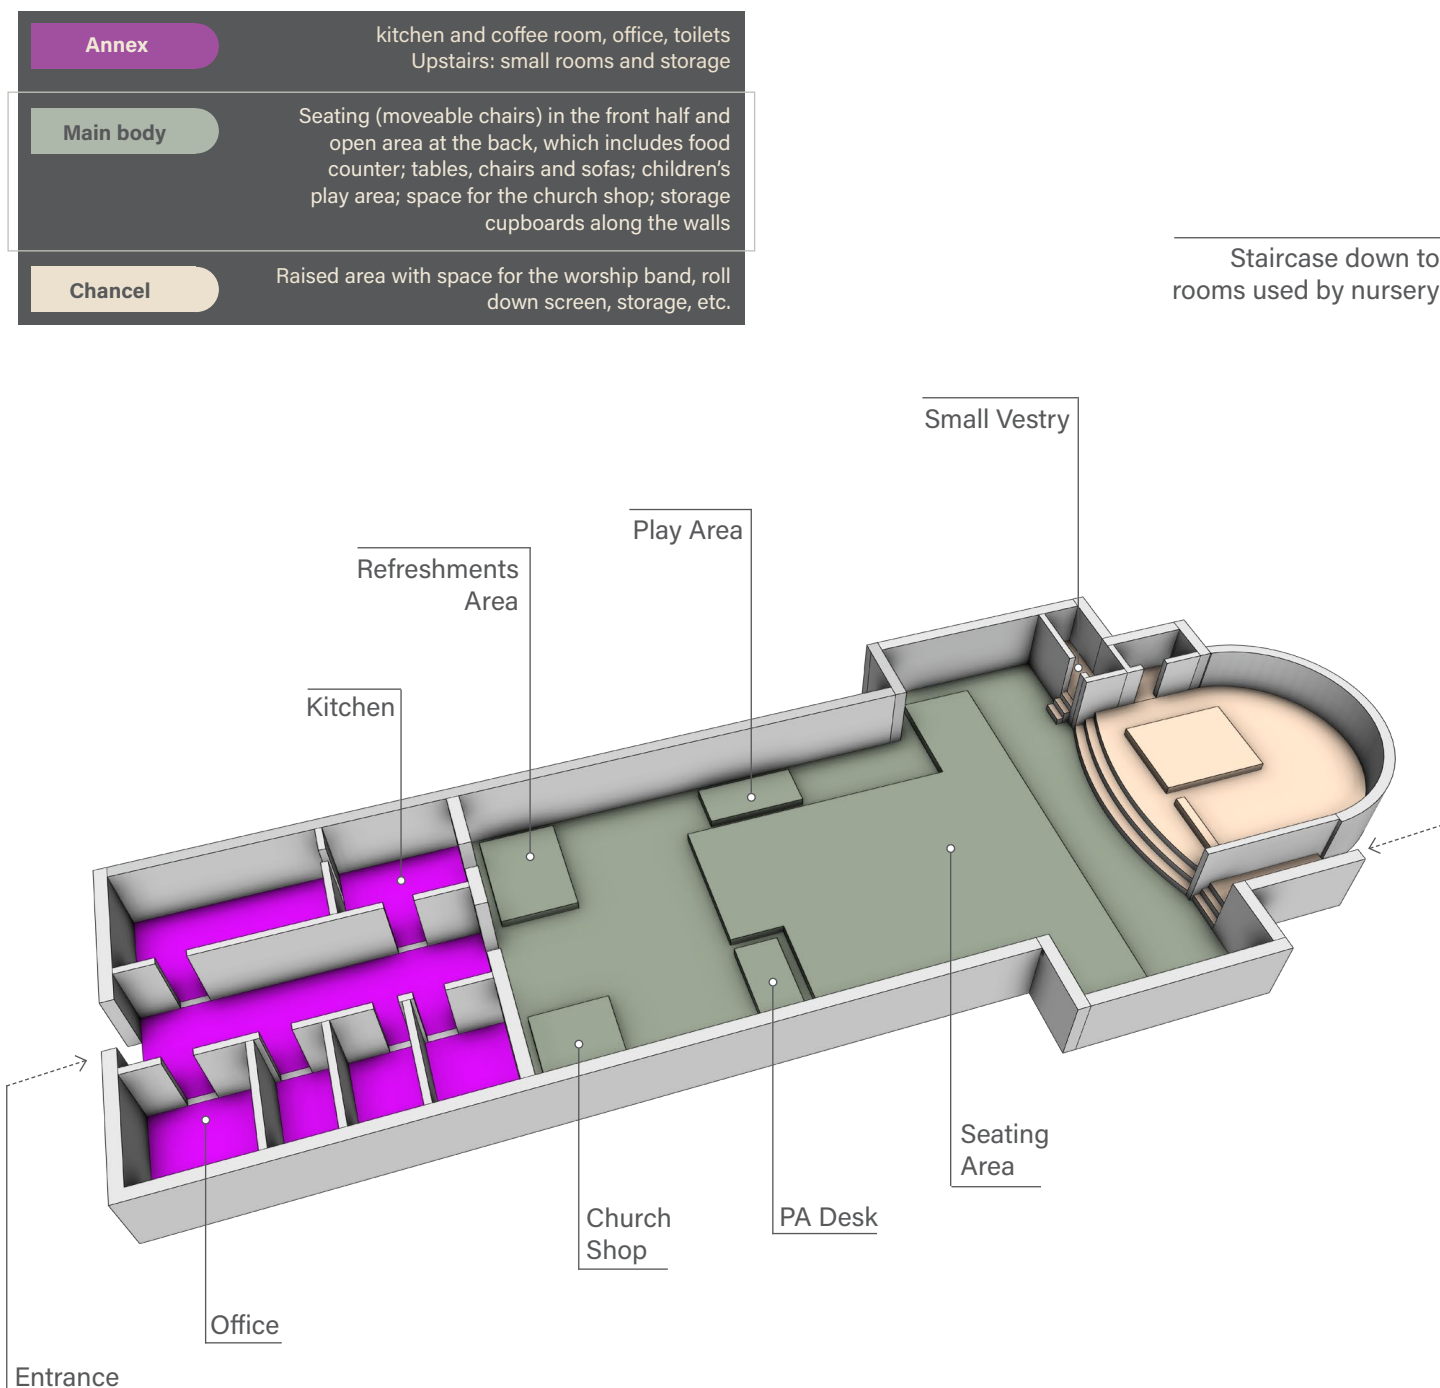 Annex
kitchen and coffee room, office, toilets
Upstairs: small rooms and storage
Main body
Seating (moveable chairs) in the front half and
open area at the back, which includes food
counter; tables, chairs and sofas; children’s
play area; space for the church shop; storage
cupboards along the walls
Chancel
Raised area with space for the worship band, roll
down screen, storage, etc.
Staircase down to
rooms used by nursery
Small Vestry
Play Area
Refreshments
Area
Kitchen
Seating
Area
PA Desk
Church
Shop
Office
Entrance